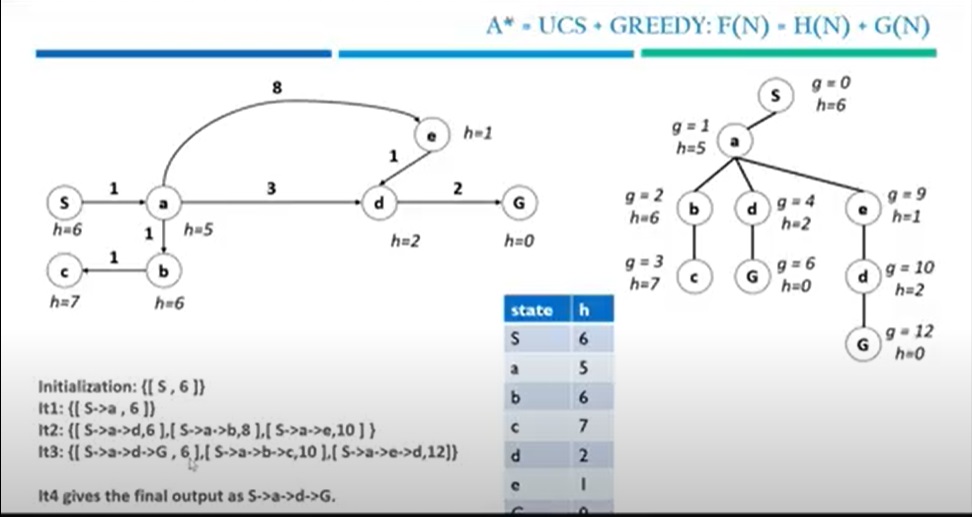 A* = UCS + GREEDY: F(N) = H(N) + G(N)
8
e
h=1
1
S
1
a
3
d
2
G
h=6
1
h=5
h=2
h=0
c
1
b
h=7
h=6
S
g = 0
h=6
g = 1
h=5
a
g = 2
h=6
b
d
g = 4
h=2
e
g = 9
h=1
g = 3
h=7
c
G
g = 6
h=0
d
g = 10
h=2
G
g = 12
h=0
state h
S 6
a 5
b 6
c 7
d 2
e 1
G 0
Initialization: {[ S , 6 ]}
It1: {[ S->a , 6 ]}
It2: {[ S->a->d,6 ],[ S->a->b,8 ],[ S->a->e,10 ] }
It3: {[ S->a->d->G , 6 ],[ S->a->b->c,10 ],[ S->a->e->d,12]}
It4 gives the final output as S->a->d->G.